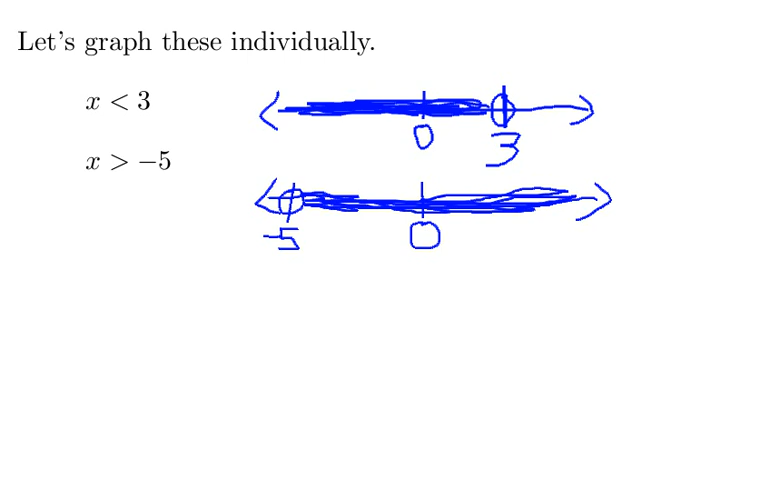 Let's graph these individually.
x < 3
0
3
x > −5
-5
0